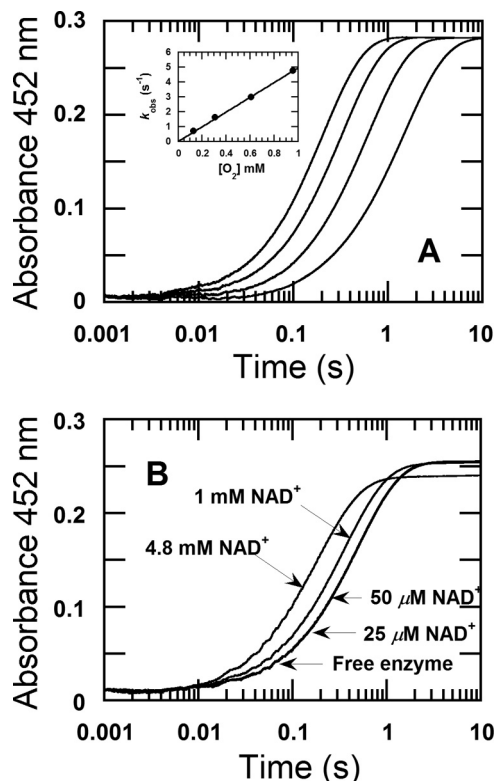 0.3
0.2
0.1
0
Absorbance 452 nm
6
5
4
3
2
1
0
k_obs (s⁻¹)
0 0.2 0.4 0.6 0.8 1
[O₂] mM
A
0.001 0.01 0.1 1 10
Time (s)
0.3
0.2
0.1
0
Absorbance 452 nm
B
1 mM NAD⁺
4.8 mM NAD⁺
50 μM NAD⁺
25 μM NAD⁺
Free enzyme
0.001 0.01 0.1 1 10
Time (s)